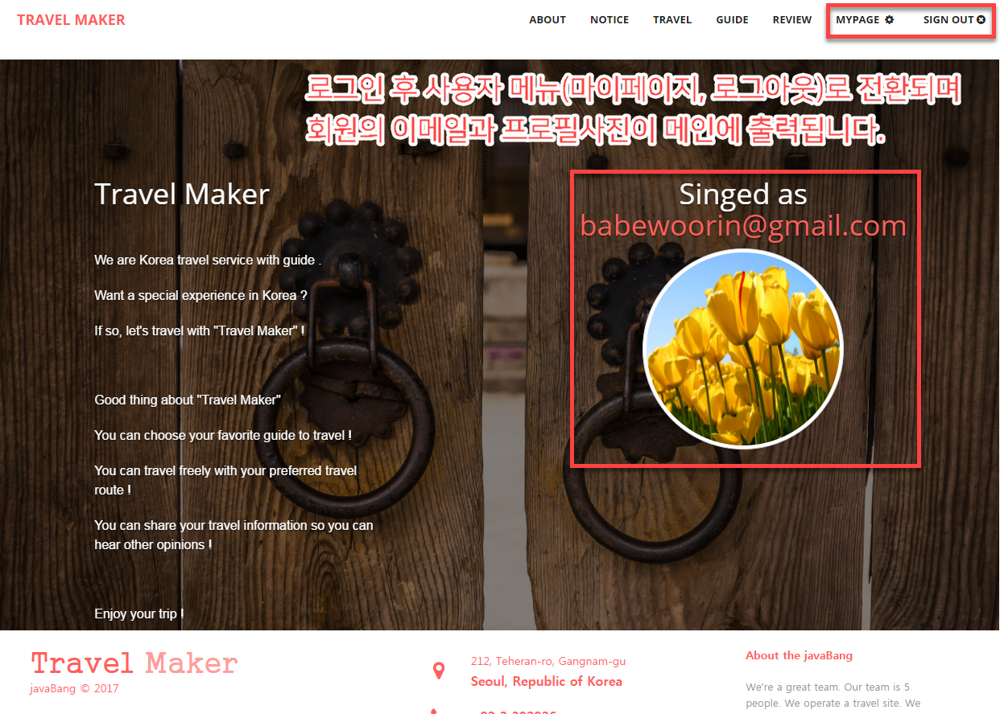 TRAVEL MAKER
ABOUT NOTICE TRAVEL GUIDE REVIEW MYPAGE SIGN OUT
로그인 후 사용자 메뉴(마이페이지, 로그아웃)로 전환되며
회원의 이메일과 프로필사진이 메인에 출력됩니다.
Travel Maker
We are Korea travel service with guide .
Want a special experience in Korea ?
If so, let's travel with "Travel Maker" !
Good thing about "Travel Maker"
You can choose your favorite guide to travel !
You can travel freely with your preferred travel
route !
You can share your travel information so you can
hear other opinions !
Enjoy your trip !
Singed as
babewoorin@gmail.com
Travel Maker
javaBang © 2017
212, Teheran-ro, Gangnam-gu
Seoul, Republic of Korea
About the javaBang
We're a great team. Our team is 5
people. We operate a travel site. We